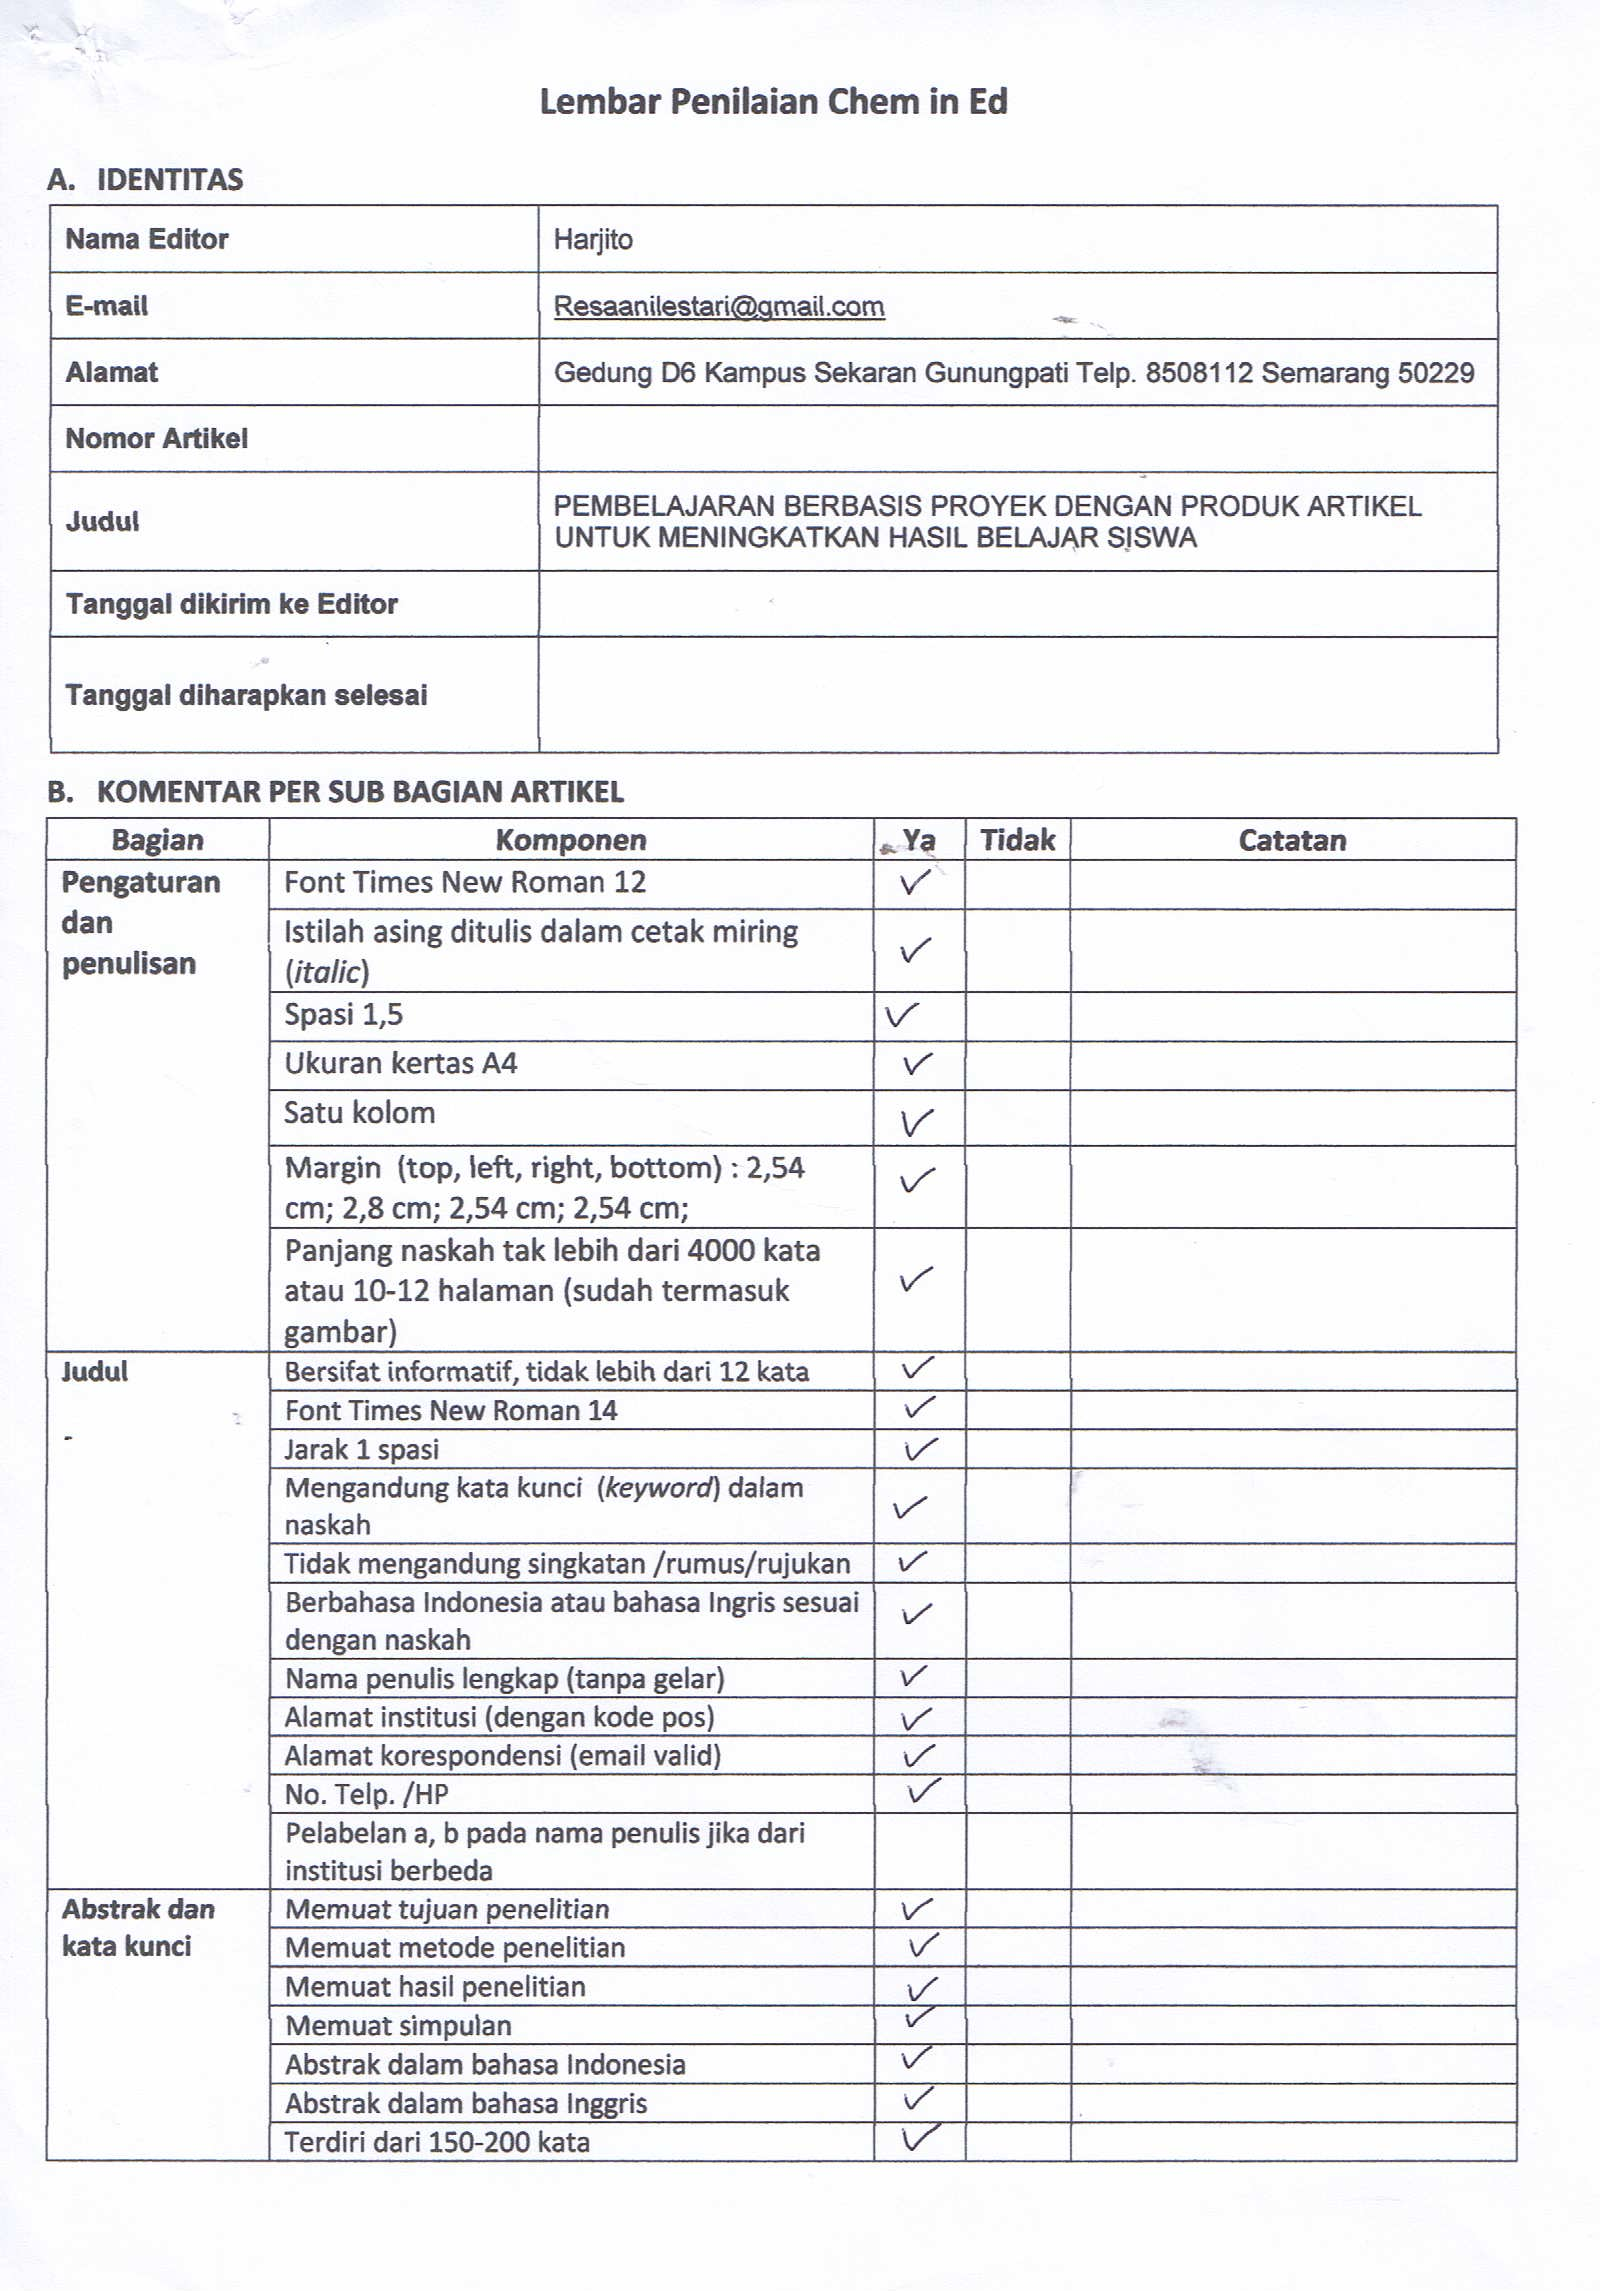 Lembar Penilaian Chem in Ed
A. IDENTITAS
Nama Editor Harjito
E-mail Resaanilestari@gmail.com
Alamat Gedung D6 Kampus Sekaran Gunungpati Telp. 8508112 Semarang 50229
Nomor Artikel
Judul PEMBELAJARAN BERBASIS PROYEK DENGAN PRODUK ARTIKEL
UNTUK MENINGKATKAN HASIL BELAJAR SISWA
Tanggal dikirim ke Editor
Tanggal diharapkan selesai
B. KOMENTAR PER SUB BAGIAN ARTIKEL
Bagian Komponen Ya Tidak Catatan
Pengaturan dan penulisan Font Times New Roman 12 ✓
Istilah asing ditulis dalam cetak miring
(italic) ✓
Spasi 1,5 ✓
Ukuran kertas A4 ✓
Satu kolom ✓
Margin (top, left, right, bottom) : 2,54
cm; 2,8 cm; 2,54 cm; 2,54 cm; ✓
Panjang naskah tak lebih dari 4000 kata
atau 10-12 halaman (sudah termasuk
gambar) ✓
Judul Bersifat informatif, tidak lebih dari 12 kata ✓
Font Times New Roman 14 ✓
Jarak 1 spasi ✓
Mengandung kata kunci (keyword) dalam
naskah ✓
Tidak mengandung singkatan /rumus/rujukan ✓
Berbahasa Indonesia atau bahasa Ingris sesuai
dengan naskah ✓
Nama penulis lengkap (tanpa gelar) ✓
Alamat institusi (dengan kode pos) ✓
Alamat korespondensi (email valid) ✓
No. Telp. /HP ✓
Pelabelan a, b pada nama penulis jika dari
institusi berbeda
Abstrak dan kata kunci Memuat tujuan penelitian ✓
Memuat metode penelitian ✓
Memuat hasil penelitian ✓
Memuat simpulan ✓
Abstrak dalam bahasa Indonesia ✓
Abstrak dalam bahasa Inggris ✓
Terdiri dari 150-200 kata ✓